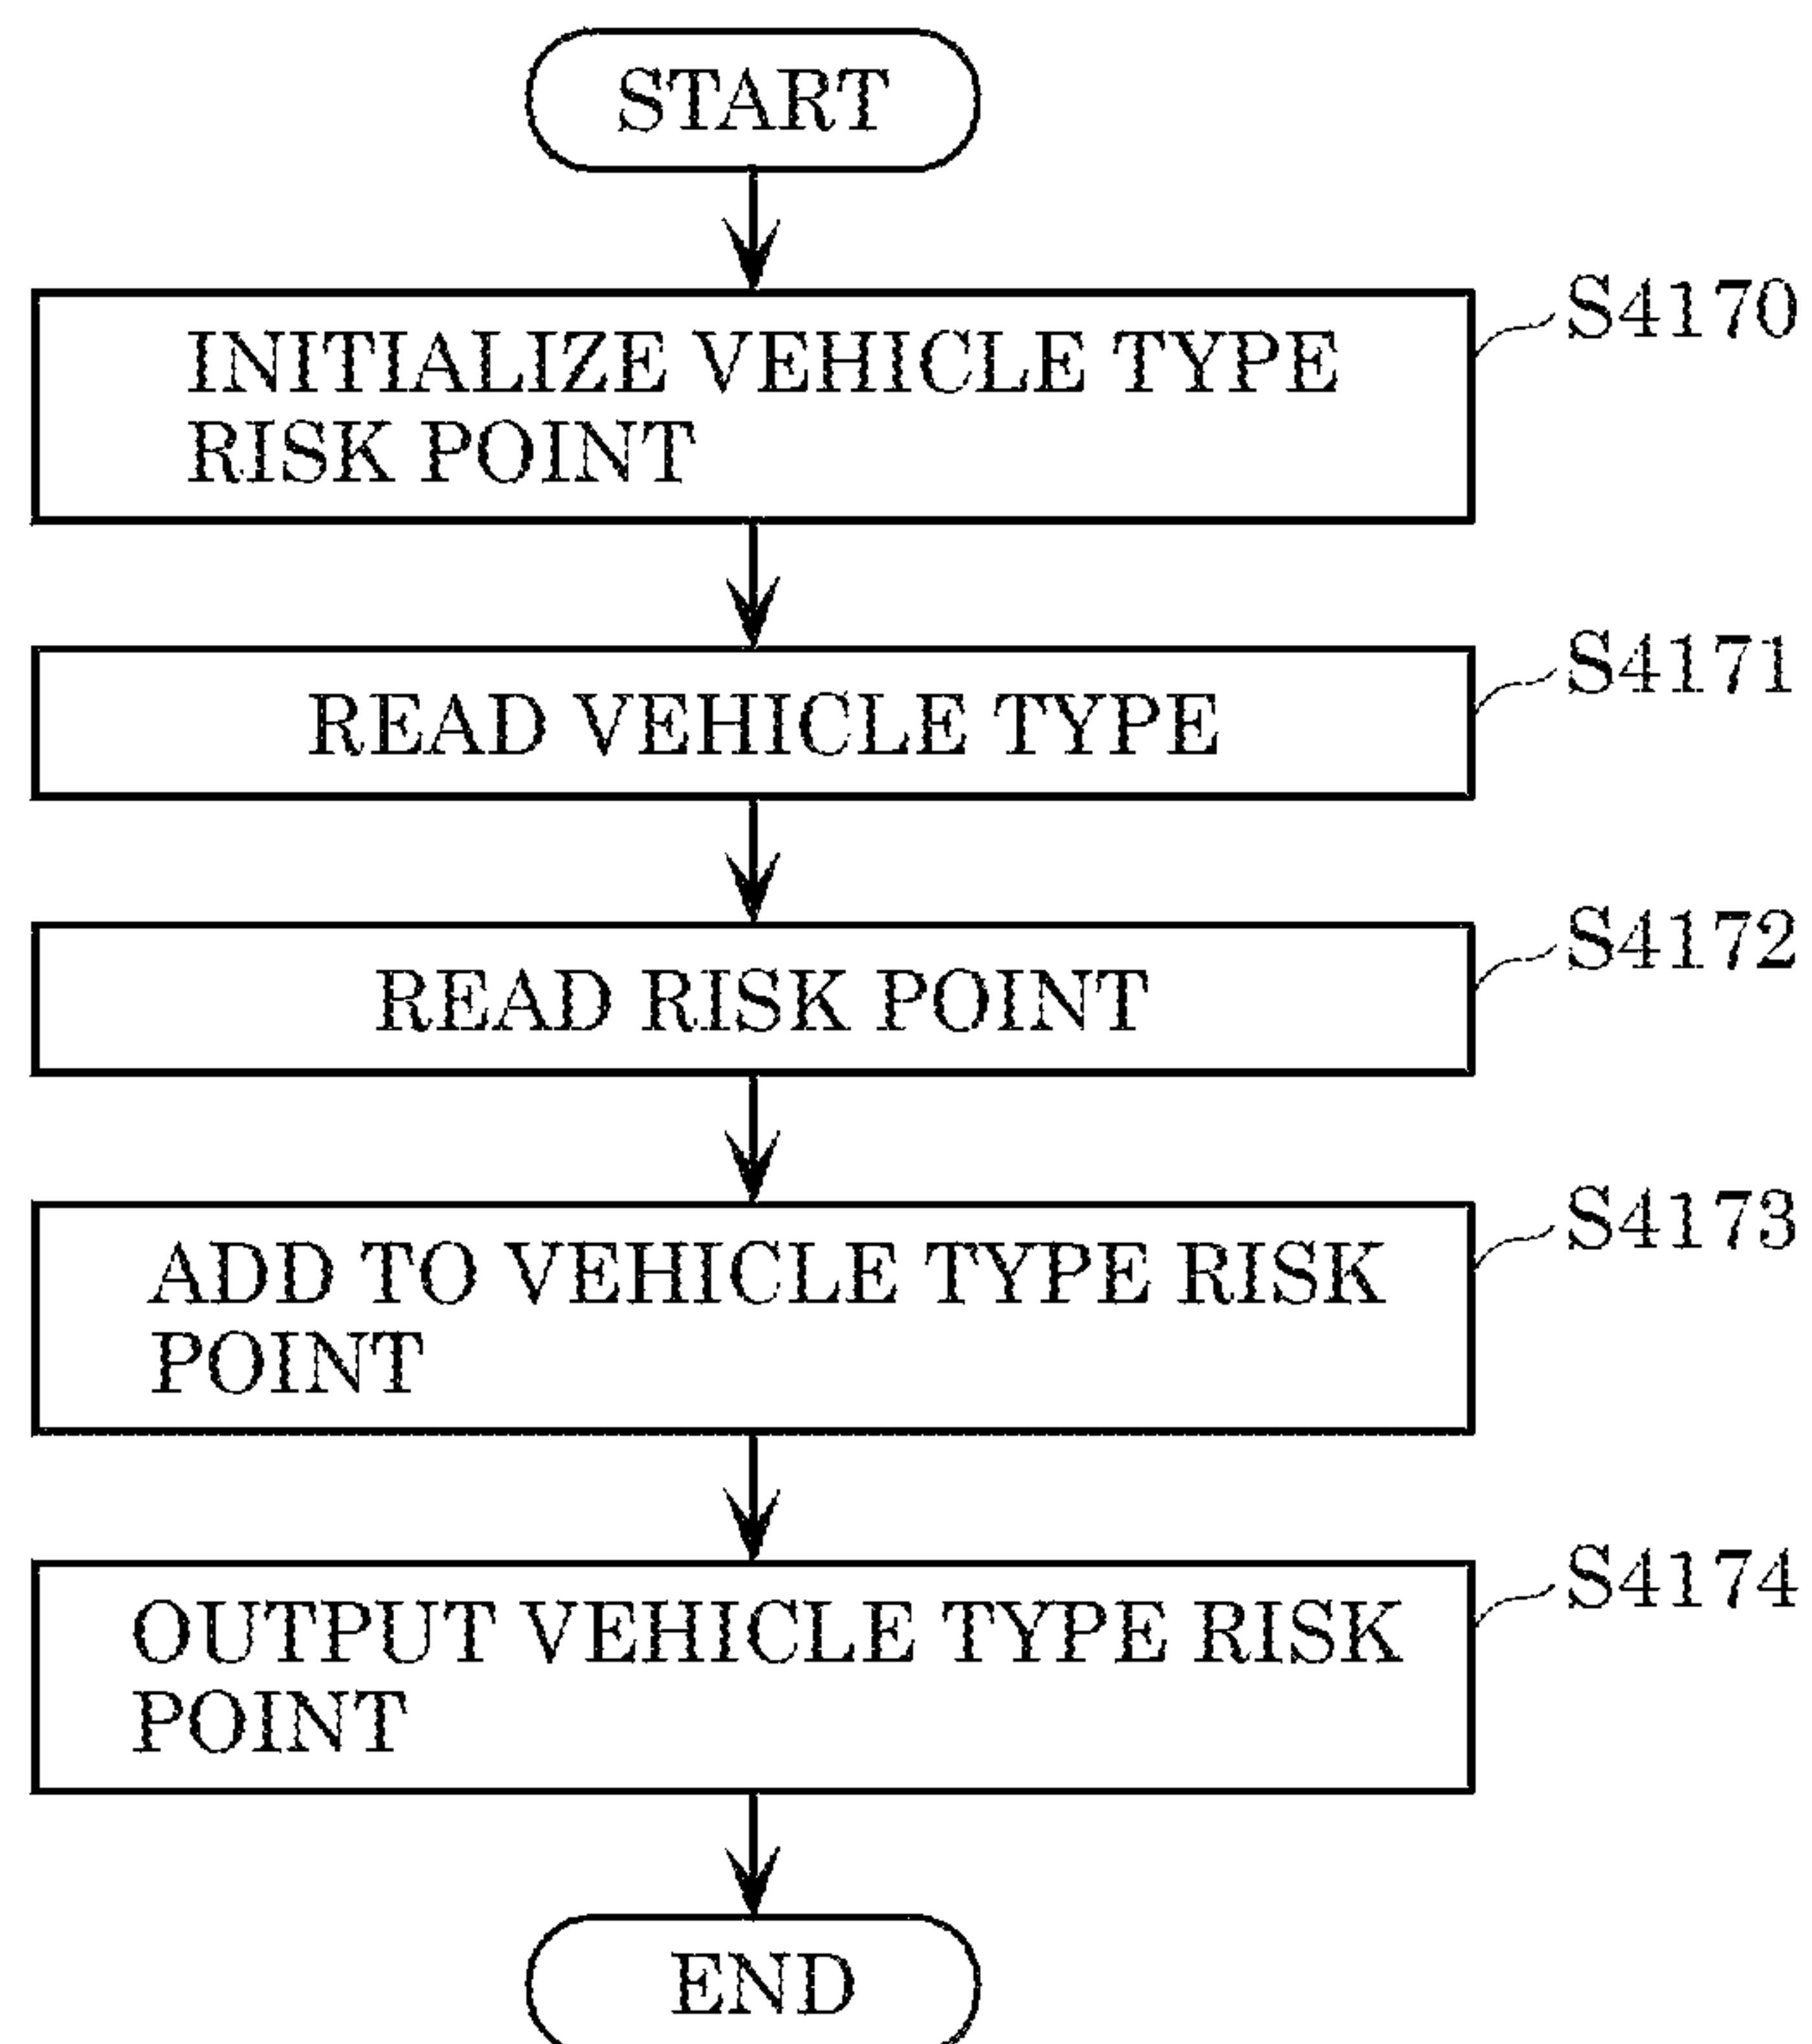 START
S4170
INITIALIZE VEHICLE TYPE
RISK POINT
S4171
READ VEHICLE TYPE
S4172
READ RISK POINT
S4173
ADD TO VEHICLE TYPE RISK
POINT
S4174
OUTPUT VEHICLE TYPE RISK
POINT
END